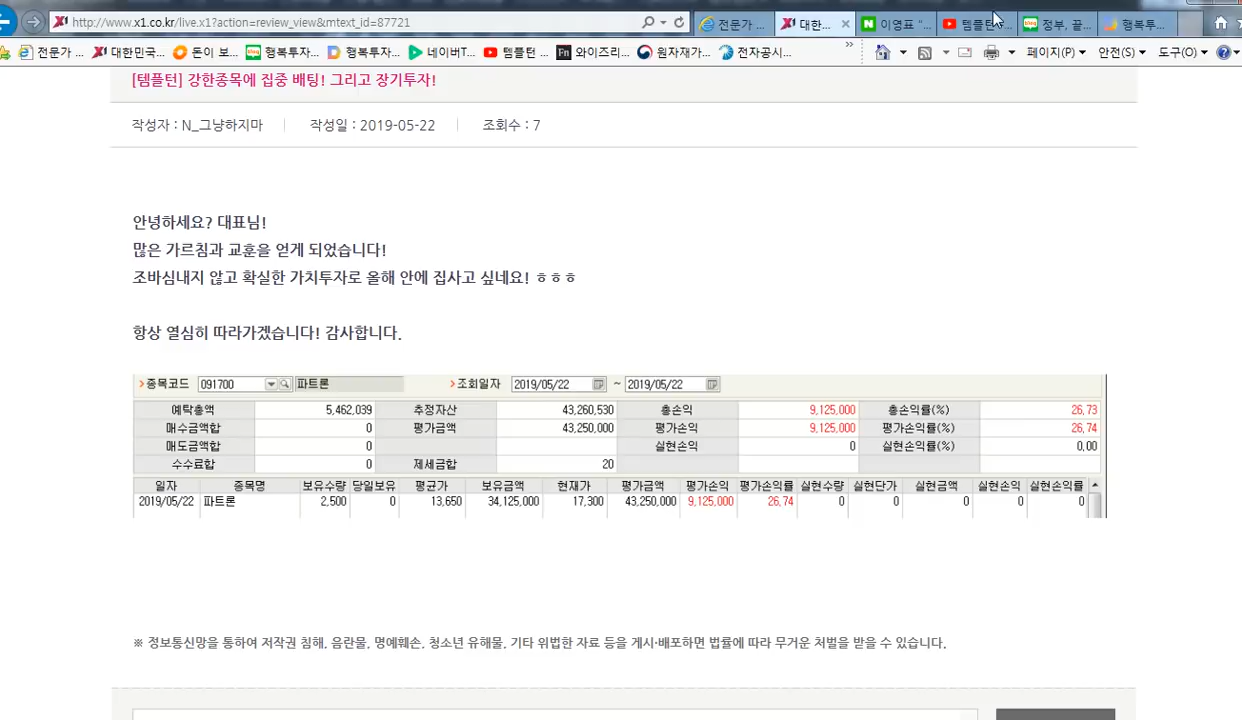 http://www.x1.co.kr/live.x1?action=review_view&mtext_id=87721
전문가 ...
대한...
이영표 "...
템플턴...
정부, 끝...
행복투...
전문가 ...
대한민국...
돈이 보...
행복투자...
행복투자...
네이버T...
템플턴 ...
와이즈리...
원자재가...
전자공시...
페이지(P)
안전(S)
도구(O)
[템플턴] 강한종목에 집중 배팅! 그리고 장기투자!
작성자 : N_그냥하지마 작성일 : 2019-05-22 조회수 : 7
안녕하세요? 대표님!
많은 가르침과 교훈을 얻게 되었습니다!
조바심내지 않고 확실한 가치투자로 올해 안에 집사고 싶네요! ㅎㅎㅎ
항상 열심히 따라가겠습니다! 감사합니다.
종목코드 091700 파트론 조회일자 2019/05/22 ~ 2019/05/22
예탁총액 5,462,039 추정자산 43,260,530 총손익 9,125,000 총손익률(%) 26,73
매수금액합 0 평가금액 43,250,000 평가손익 9,125,000 평가손익률(%) 26,74
매도금액합 0 실현손익 0 실현손익률(%) 0,00
수수료합 0 제세금합 20
일자 종목명 보유수량 당일보유 평균가 보유금액 현재가 평가금액 평가손익 평가손익률 실현수량 실현단가 실현금액 실현손익 실현손익률
2019/05/22 파트론 2,500 0 13,650 34,125,000 17,300 43,250,000 9,125,000 26,74 0 0 0 0 0
※ 정보통신망을 통하여 저작권 침해, 음란물, 명예훼손, 청소년 유해물, 기타 위법한 자료 등을 게시·배포하면 법률에 따라 무거운 처벌을 받을 수 있습니다.